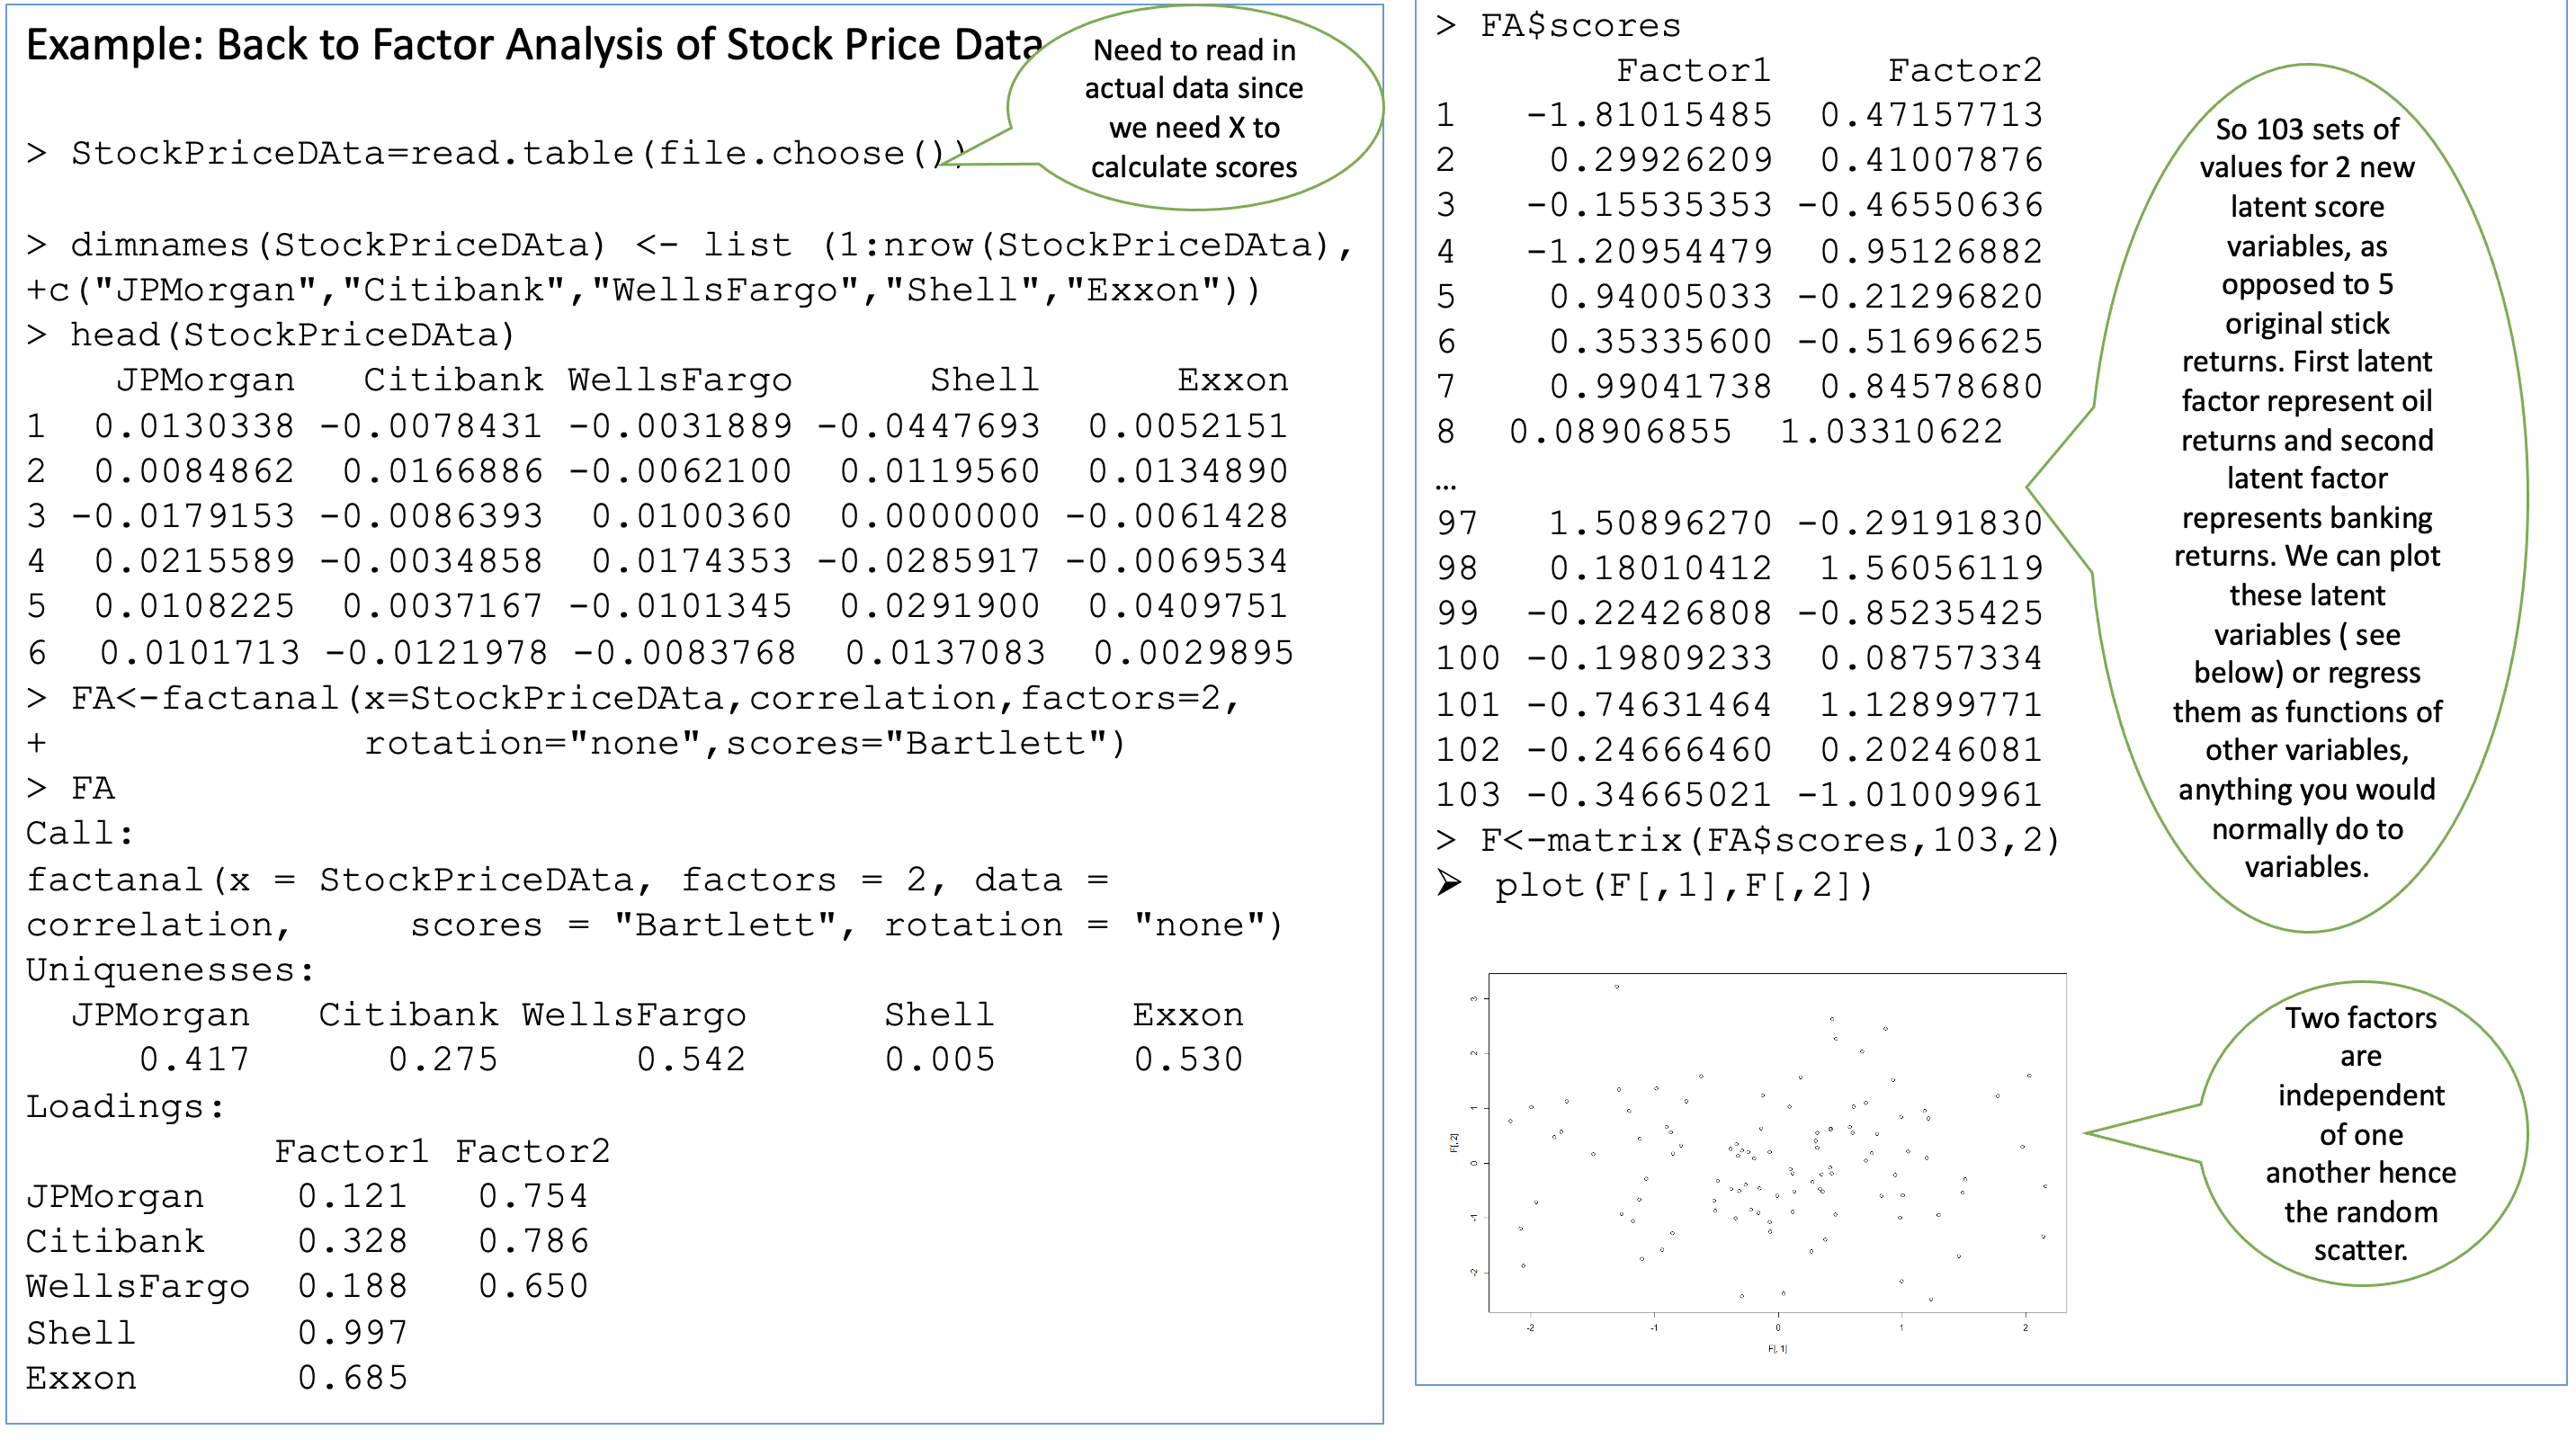 Example: Back to Factor Analysis of Stock Price Data
Need to read in
actual data since
we need X to
calculate scores
> StockPriceDAta=read.table(file.choose())
> dimnames(StockPriceDAta) <- list (1:nrow(StockPriceDAta),
+c("JPMorgan","Citibank","WellsFargo","Shell","Exxon"))
> head(StockPriceDAta)
JPMorgan Citibank WellsFargo Shell Exxon
1 0.0130338 -0.0078431 -0.0031889 -0.0447693 0.0052151
2 0.0084862 0.0166886 -0.0062100 0.0119560 0.0134890
3 -0.0179153 -0.0086393 0.0100360 0.0000000 -0.0061428
4 0.0215589 -0.0034858 0.0174353 -0.0285917 -0.0069534
5 0.0108225 0.0037167 -0.0101345 0.0291900 0.0409751
6 0.0101713 -0.0121978 -0.0083768 0.0137083 0.0029895
> FA<-factanal(x=StockPriceDAta,correlation,factors=2,
+ rotation="none",scores="Bartlett")
> FA
Call:
factanal(x = StockPriceDAta, factors = 2, data =
correlation, scores = "Bartlett", rotation = "none")
Uniquenesses:
JPMorgan Citibank WellsFargo Shell Exxon
0.417 0.275 0.542 0.005 0.530
Loadings:
Factor1 Factor2
JPMorgan 0.121 0.754
Citibank 0.328 0.786
WellsFargo 0.188 0.650
Shell 0.997
Exxon 0.685
> FA$scores
Factor1 Factor2
1 -1.81015485 0.47157713
2 0.29926209 0.41007876
3 -0.15535353 -0.46550636
4 -1.20954479 0.95126882
5 0.94005033 -0.21296820
6 0.35335600 -0.51696625
7 0.99041738 0.84578680
8 0.08906855 1.03310622
…
97 1.50896270 -0.29191830
98 0.18010412 1.56056119
99 -0.22426808 -0.85235425
100 -0.19809233 0.08757334
101 -0.74631464 1.12899771
102 -0.24666460 0.20246081
103 -0.34665021 -1.01009961
> F<-matrix(FA$scores,103,2)
➢ plot(F[,1],F[,2])
So 103 sets of
values for 2 new
latent score
variables, as
opposed to 5
original stick
returns. First latent
factor represent oil
returns and second
latent factor
represents banking
returns. We can plot
these latent
variables ( see
below) or regress
them as functions of
other variables,
anything you would
normally do to
variables.
3
2
1
0
-1
-2
F[, 2]
-2 -1 0 1 2
F[, 1]
Two factors
are
independent
of one
another hence
the random
scatter.